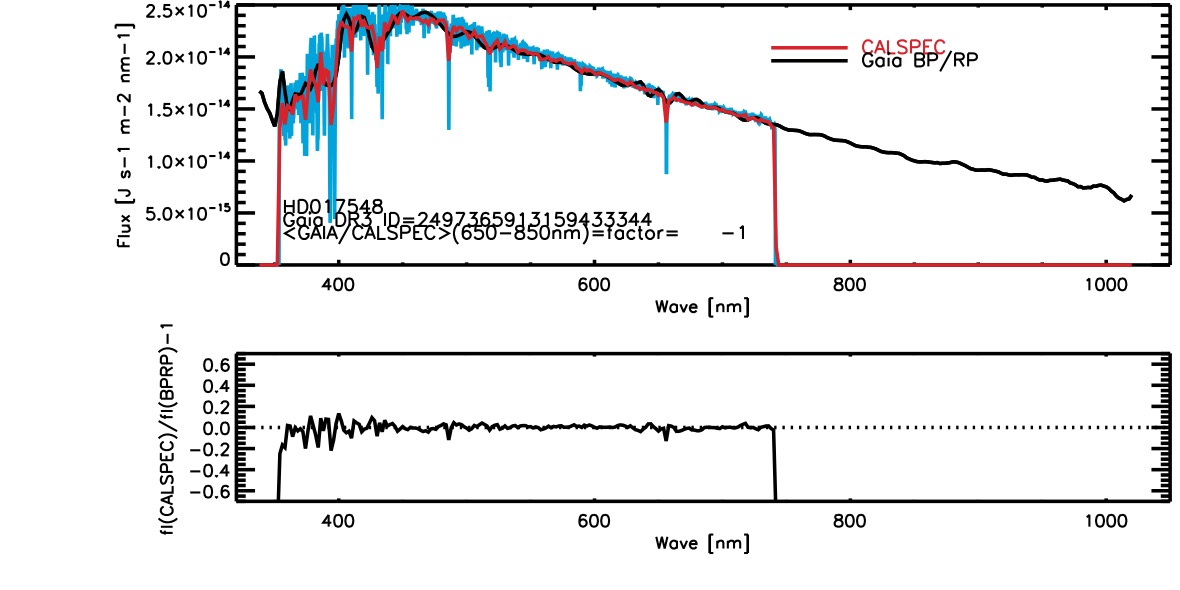 2.5×10⁻¹⁴
2.0×10⁻¹⁴
1.5×10⁻¹⁴
1.0×10⁻¹⁴
5.0×10⁻¹⁵
0
Flux [J s−1 m−2 nm−1]
CALSPEC
Gaia BP/RP
HD017548
Gaia DR3 ID=2497365913159433344
<GAIA/CALSPEC>(650−850nm)=factor= −1
400 600 800 1000
Wave [nm]
fl(CALSPEC)/fl(BPRP)−1
0.6
0.4
0.2
0.0
−0.2
−0.4
−0.6
400 600 800 1000
Wave [nm]